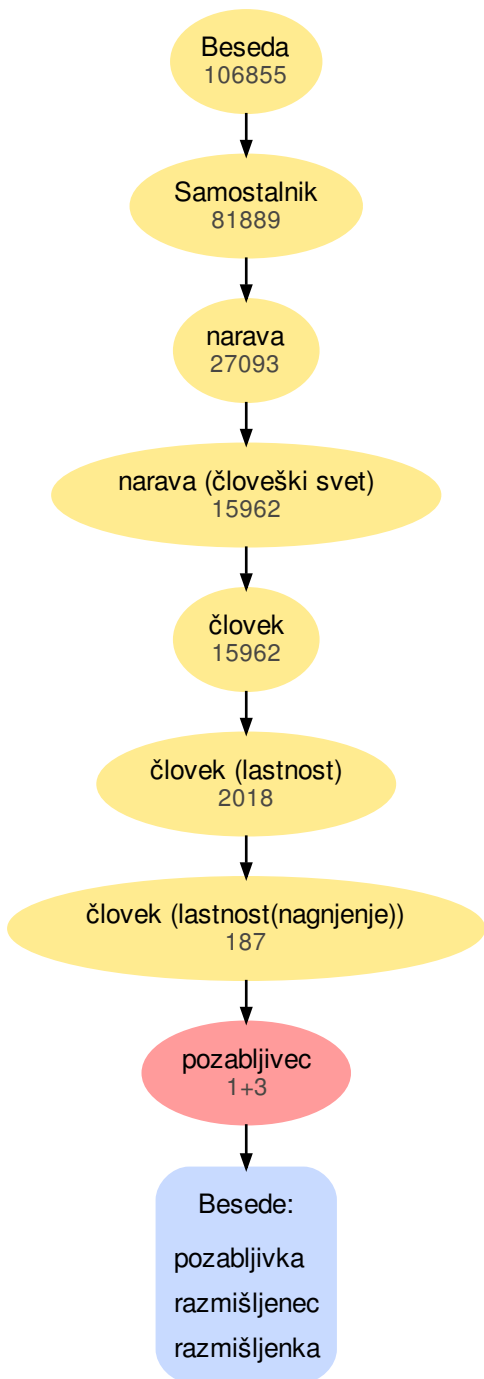 Beseda
106855
Samostalnik
81889
narava
27093
narava (človeški svet)
15962
človek
15962
človek (lastnost)
2018
človek (lastnost(nagnjenje))
187
pozabljivec
1+3
Besede:
pozabljivka
razmišljenec
razmišljenka